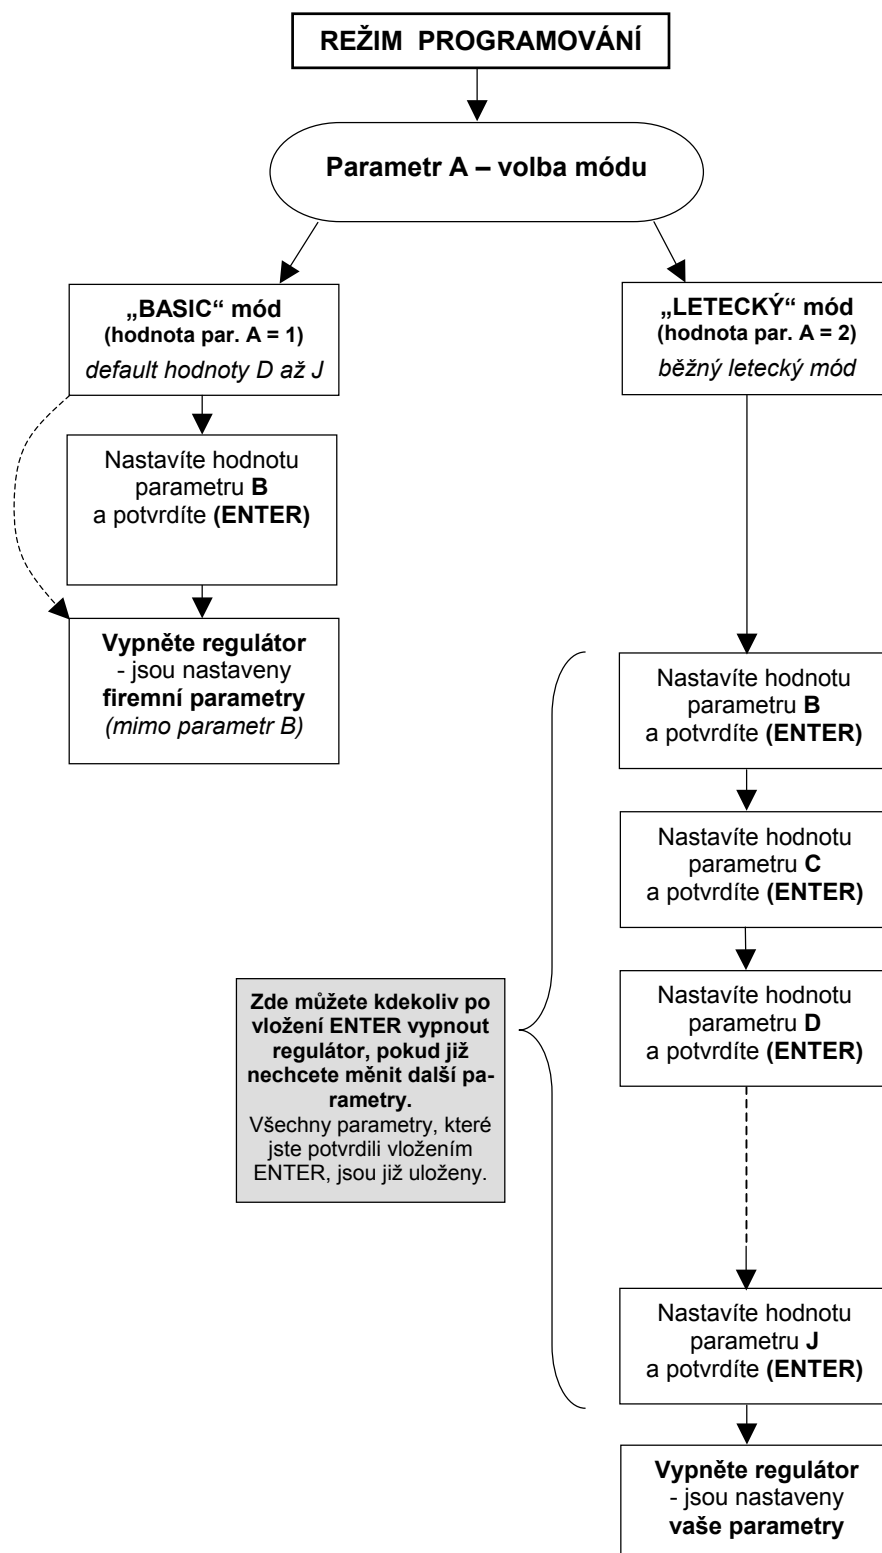 REŽIM PROGRAMOVÁNÍ
Parametr A – volba módu
„BASIC“ mód
(hodnota par. A = 1)
default hodnoty D až J
Nastavíte hodnotu
parametru B
a potvrdíte (ENTER)
Vypněte regulátor
- jsou nastaveny
firemní parametry
(mimo parametr B)
„LETECKÝ“ mód
(hodnota par. A = 2)
běžný letecký mód
Nastavíte hodnotu
parametru B
a potvrdíte (ENTER)
Nastavíte hodnotu
parametru C
a potvrdíte (ENTER)
Nastavíte hodnotu
parametru D
a potvrdíte (ENTER)
Zde můžete kdekoliv po
vložení ENTER vypnout
regulátor, pokud již
nechcete měnit další pa-
rametry.
Všechny parametry, které
jste potvrdili vložením
ENTER, jsou již uloženy.
Nastavíte hodnotu
parametru J
a potvrdíte (ENTER)
Vypněte regulátor
- jsou nastaveny
vaše parametry